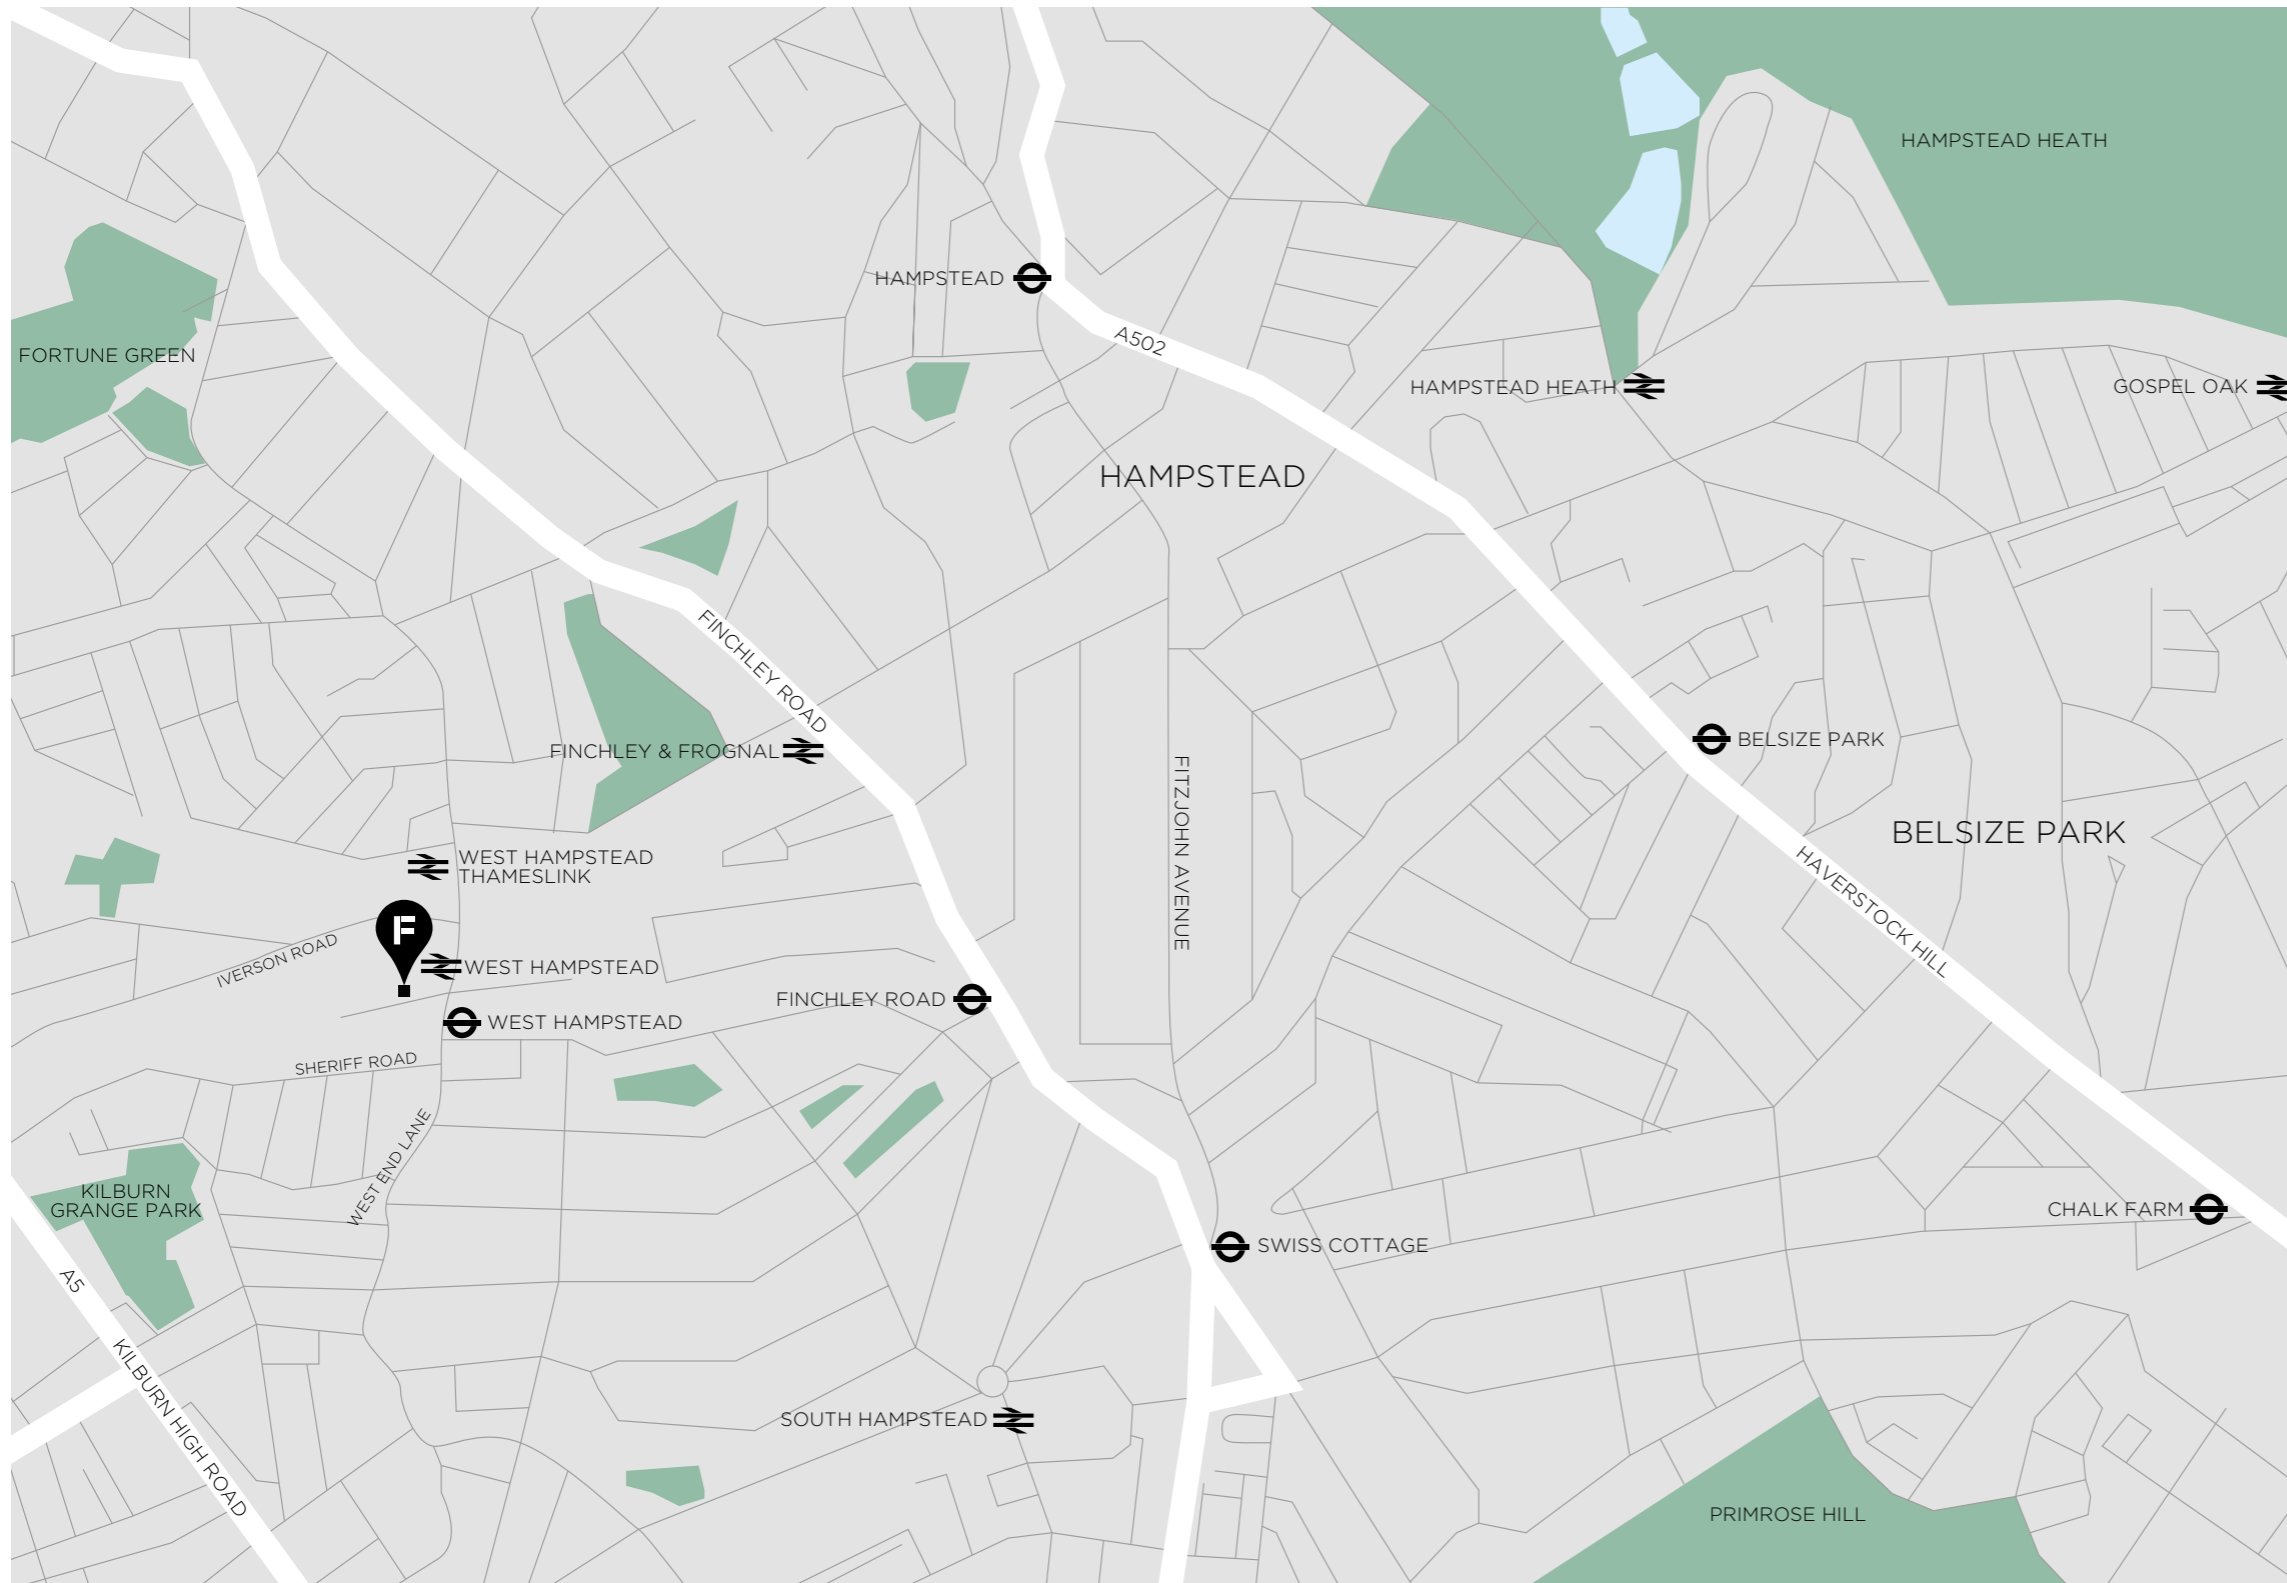 HAMPSTEAD HEATH
HAMPSTEAD
A502
FORTUNE GREEN
HAMPSTEAD HEATH
GOSPEL OAK
HAMPSTEAD
FINCHLEY ROAD
FINCHLEY & FROGNAL
BELSIZE PARK
FITZJOHN AVENUE
BELSIZE PARK
HAVERSTOCK HILL
WEST HAMPSTEAD
THAMESLINK
F
IVERSON ROAD
WEST HAMPSTEAD
FINCHLEY ROAD
WEST HAMPSTEAD
SHERIFF ROAD
WEST END LANE
KILBURN
GRANGE PARK
CHALK FARM
SWISS COTTAGE
A5
KILBURN HIGH ROAD
SOUTH HAMPSTEAD
PRIMROSE HILL